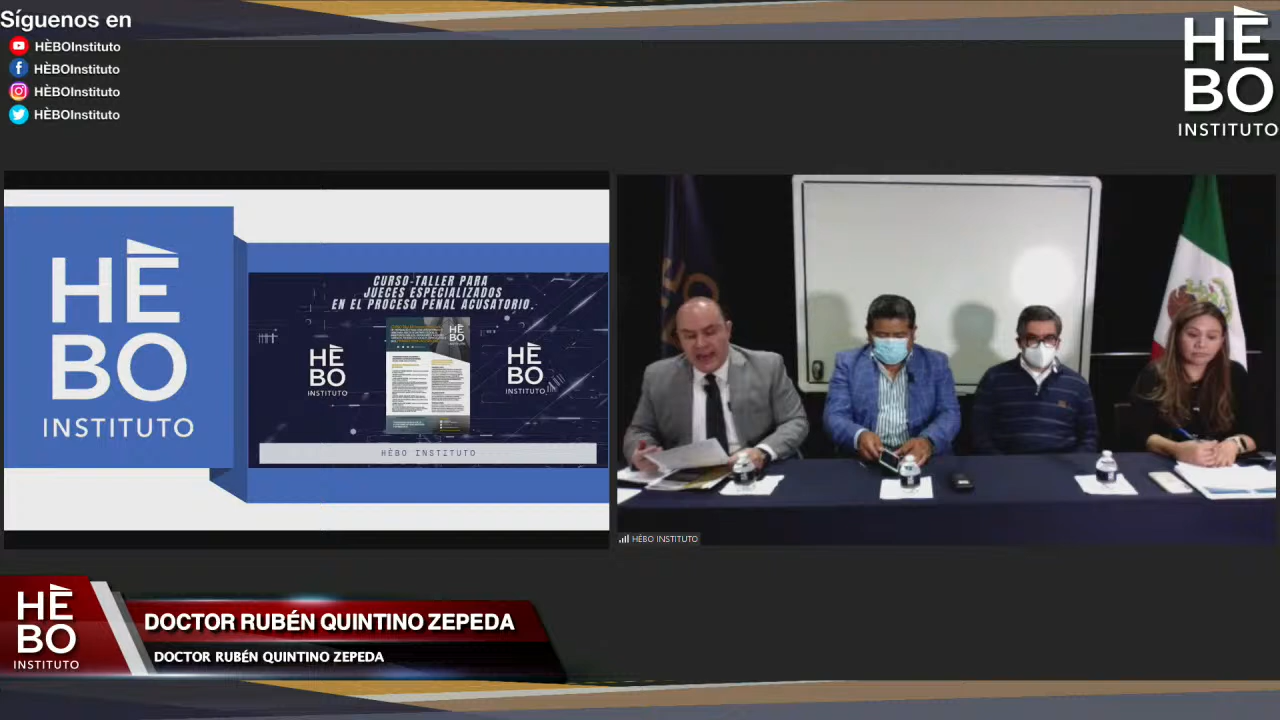 Síguenos en
HÈBOInstituto
HÈBOInstituto
HÈBOInstituto
HÈBOInstituto
HÈ
BO
INSTITUTO
HÈ
BO
INSTITUTO
CURSO-TALLER PARA
JUECES ESPECIALIZADOS
EN EL PROCESO PENAL ACUSATORIO.
HÈ
BO
INSTITUTO
HÈ
BO
HÈ
BO
INSTITUTO
HÈBO INSTITUTO
HÈBO INSTITUTO
HÈ
BO
INSTITUTO
DOCTOR RUBÉN QUINTINO ZEPEDA
DOCTOR RUBÉN QUINTINO ZEPEDA